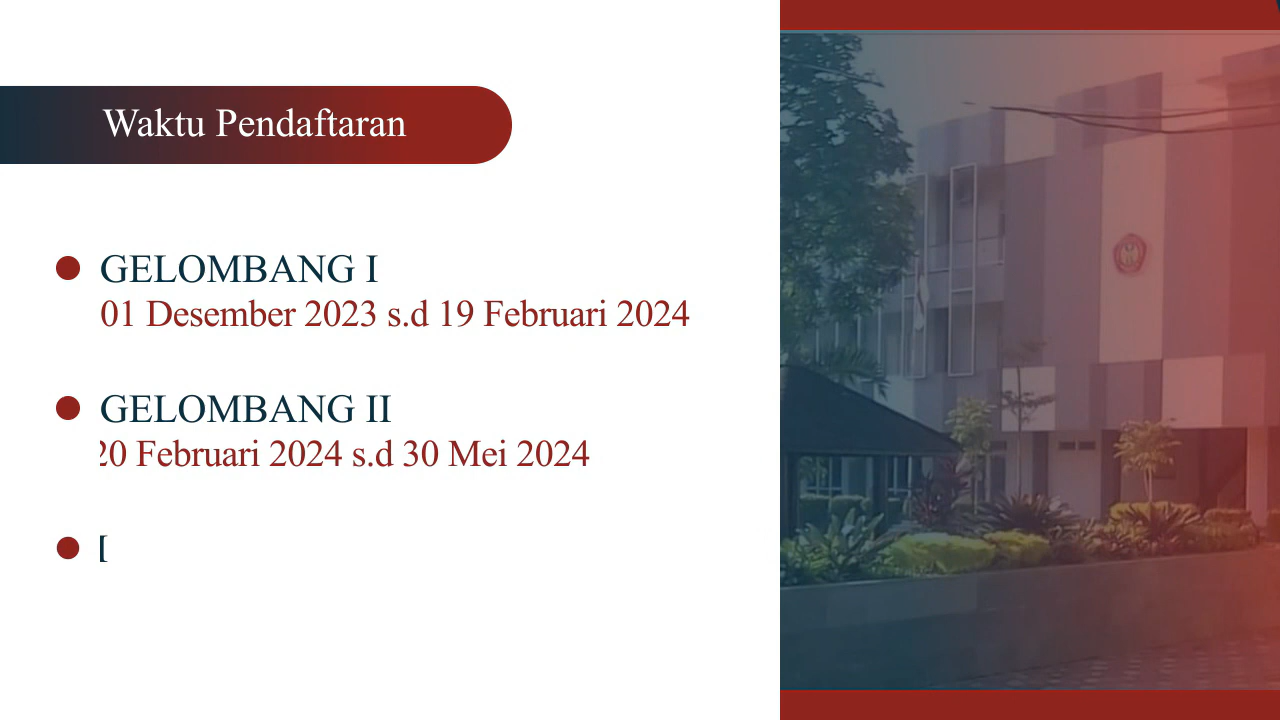 Waktu Pendaftaran
GELOMBANG I
01 Desember 2023 s.d 19 Februari 2024
GELOMBANG II
20 Februari 2024 s.d 30 Mei 2024